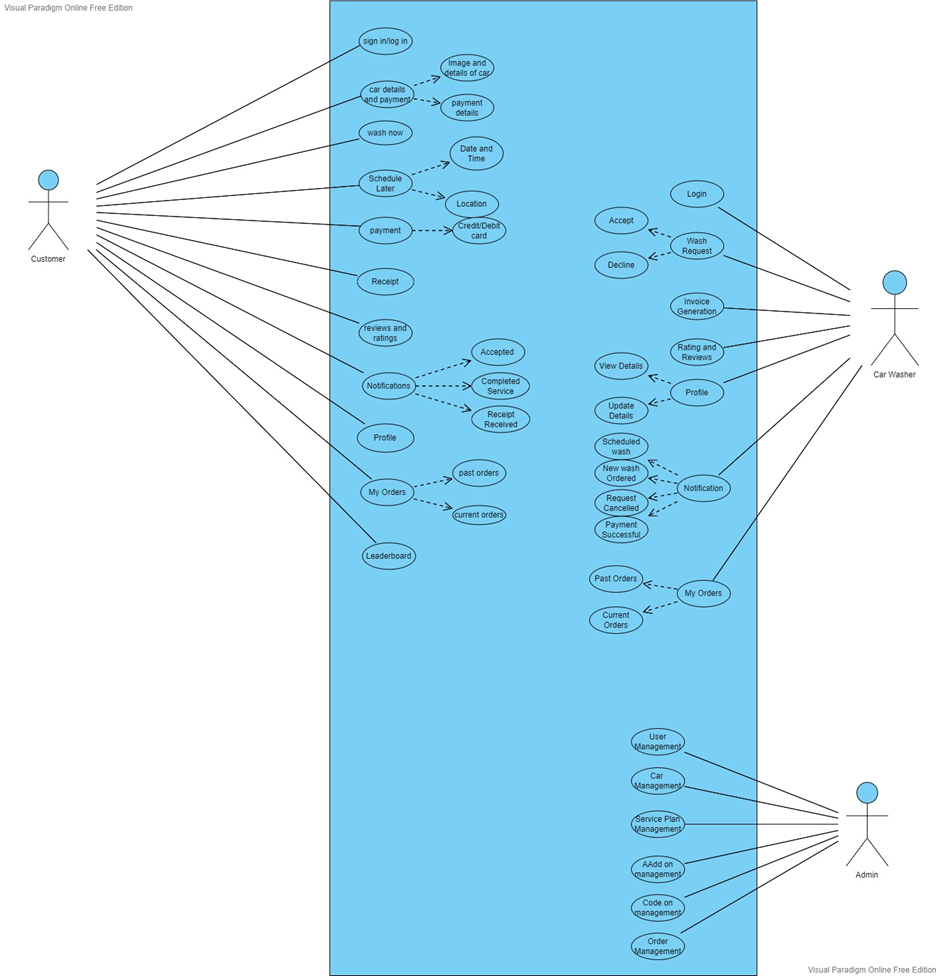 Visual Paradigm Online Free Edition
sign in/log in
car details
and payment
Image and
details of car
payment
details
wash now
Schedule
Later
Date and
Time
Location
payment
Credit/Debit
card
Receipt
reviews and
ratings
Notifications
Accepted
Completed
Service
Receipt
Received
Profile
My Orders
past orders
current orders
Leaderboard
Customer
Login
Wash
Request
Accept
Decline
Invoice
Generation
Rating and
Reviews
Profile
View Details
Update
Details
Notification
Scheduled
wash
New wash
Ordered
Request
Cancelled
Payment
Successful
My Orders
Past Orders
Current
Orders
Car Washer
User
Management
Car
Management
Service Plan
Management
AAdd on
management
Code on
management
Order
Management
Admin
Visual Paradigm Online Free Edition